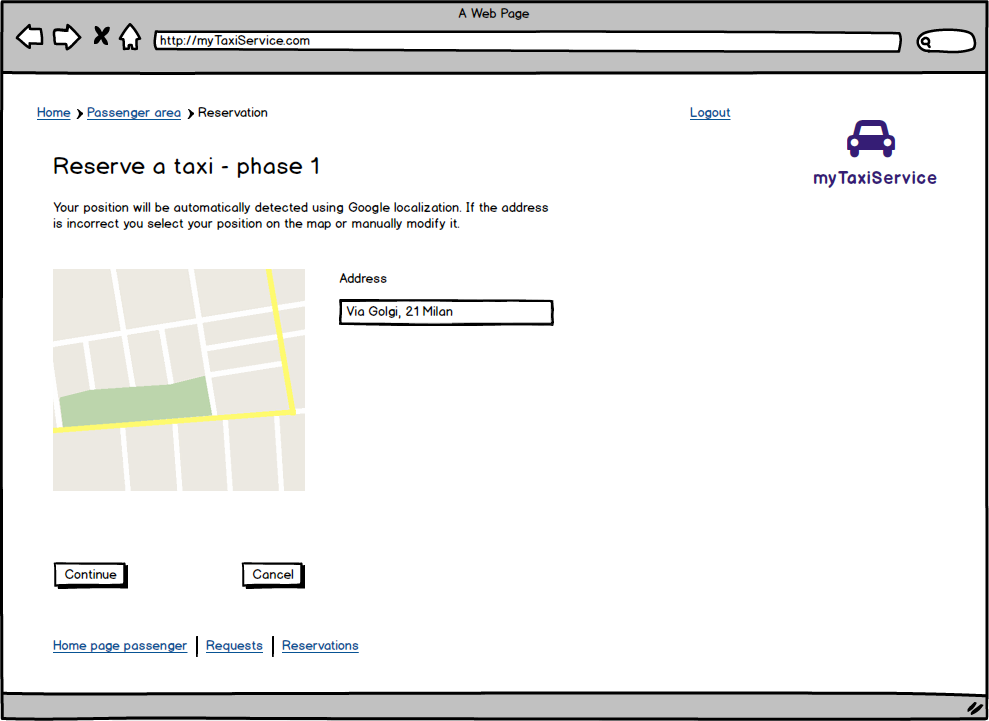 A Web Page
http://myTaxiService.com
Home Passenger area Reservation Logout
myTaxiService
Reserve a taxi - phase 1
Your position will be automatically detected using Google localization. If the address
is incorrect you select your position on the map or manually modify it.
Address
Via Golgi, 21 Milan
Continue Cancel
Home page passenger Requests Reservations